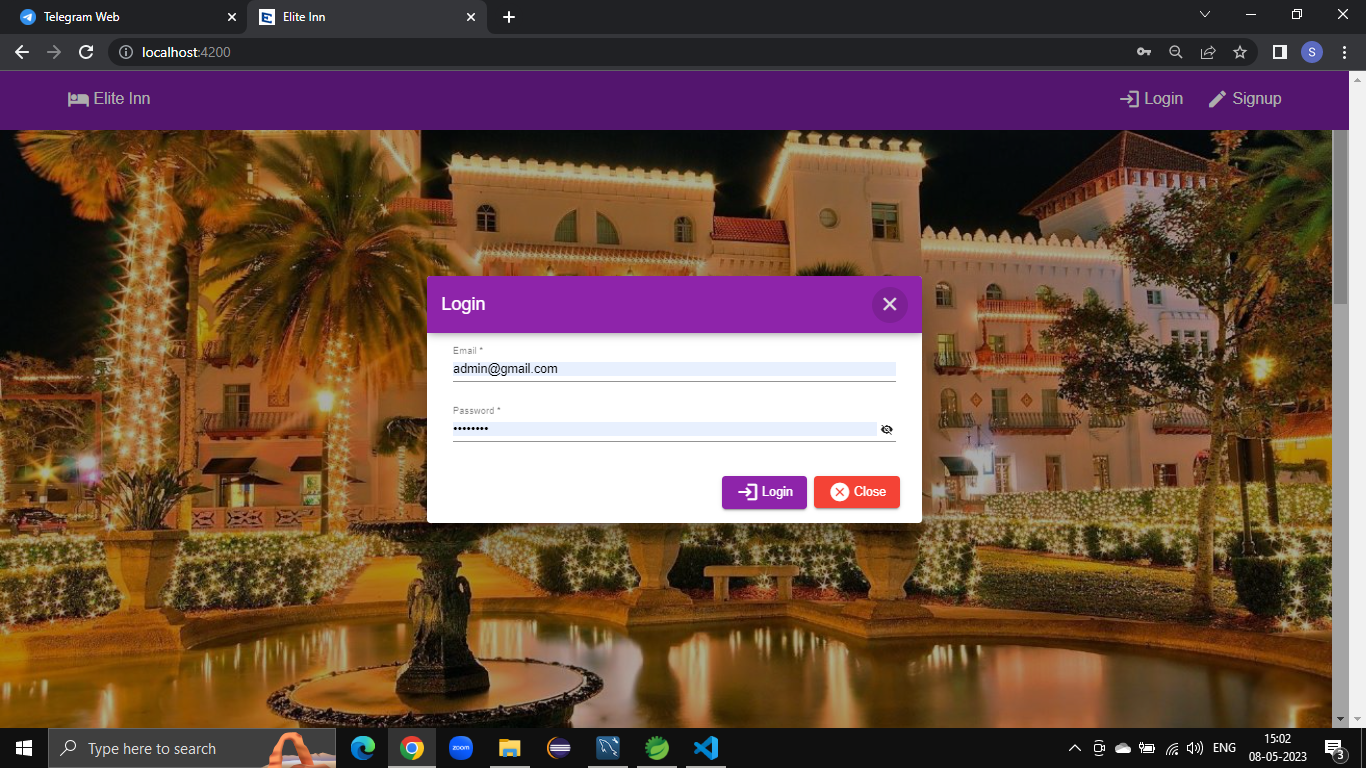 Telegram Web
Elite Inn
localhost:4200
S
Elite Inn
Login
Signup
Login
Email *
admin@gmail.com
Password *
••••••••
Login
Close
Type here to search
zoom
ENG
15:02
08-05-2023
3